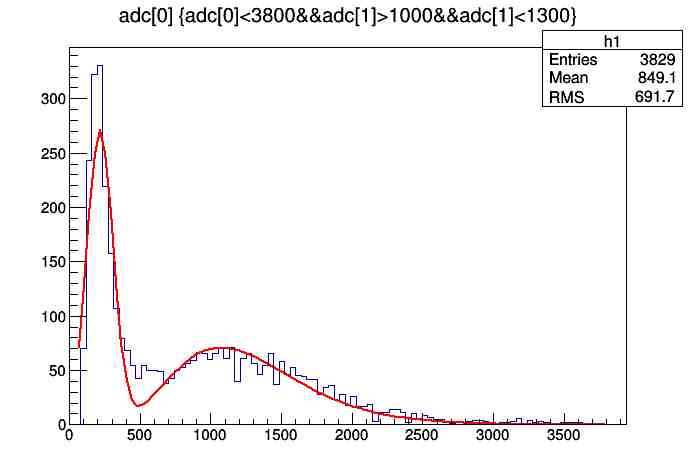 adc[0] {adc[0]<3800&&adc[1]>1000&&adc[1]<1300}
h1
Entries 3829
Mean 849.1
RMS 691.7
300
250
200
150
100
50
0
0 500 1000 1500 2000 2500 3000 3500